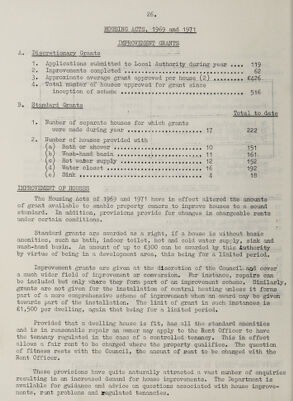 26.
HOUSING ACTS, 1969 and 1971
IMPROVEMENT GRANTS
A. Discretionary Grants
1. Applications submitted to Local Authority during year .... 119
2. Improvements completed .... 62
3. Approximate average grant approved per house (£) .... £426
4. Total number of houses approved for grant since
inception of scheme .... 516
B. Standard Grants
Total to date
1. Number of separate houses for which grants
were made during year .... 17 222
2. Number of houses provided with
(a) Bath or shower .... 10 151
(b) Wash-hand basin .... 11 161
(c) Hot water supply .... 12 152
(d) Water closet .... 16 192
(e) Sink .... 4 18
IMPROVEMENT OF HOUSES
The Housing Acts of 1969 and 1971 have in effect altered the amounts
of grant available to enable property owners to improve houses to a sound
standard. In addition, provisions provide for changes in chargeable rents
under certain conditions.
Standard grants are awarded as a right, if a house is without basic
amenities, such as bath, indoor toilet, hot and cold water supply, sink and
wash-hand basin. An amount of up to £300 can be awarded by this Authority
by virtue of being in a development area, this being for a limited period.
Improvement grants are given at the discretion of the Council and cover
a much wider field of improvement or conversion. For instance, repairs can
be included but only where they form part of an improvement scheme. Similarly,
grants are not given for the installation of central heating unless it forms
part of a more comprehensive scheme of improvement when an award may be given
towards part of the installation. The limit of grant in such instances is
£1,500 per dwelling, again that being for a limited period.
Provided that a dwelling house is fit, has all the standard amenities
and is in reasonable repair an owner may apply to the Rent Officer to have
the tenancy regulated in the case of a controlled tenancy. This in effect
allows a fair rent to be charged where the property qualifies. The question
of fitness rests with the Council, the amount of rent to be charged with the
Rent Officer.
These provisions have quite naturally attracted a vast number of enquiries
resulting in an increased demand for house improvements. The Department is
available for guidance and advice on questions associated with house improve-
ments, rent problems and regulated tenancies.